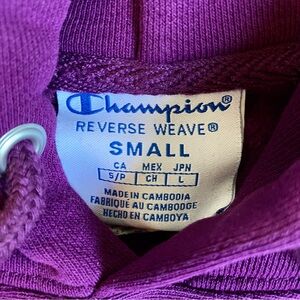 Champion®
REVERSE WEAVE®
SMALL
CA MEX JPN
S/P CH L
MADE IN CAMBODIA
FABRIQUÉ AU CAMBODGE
HECHO EN CAMBOYA